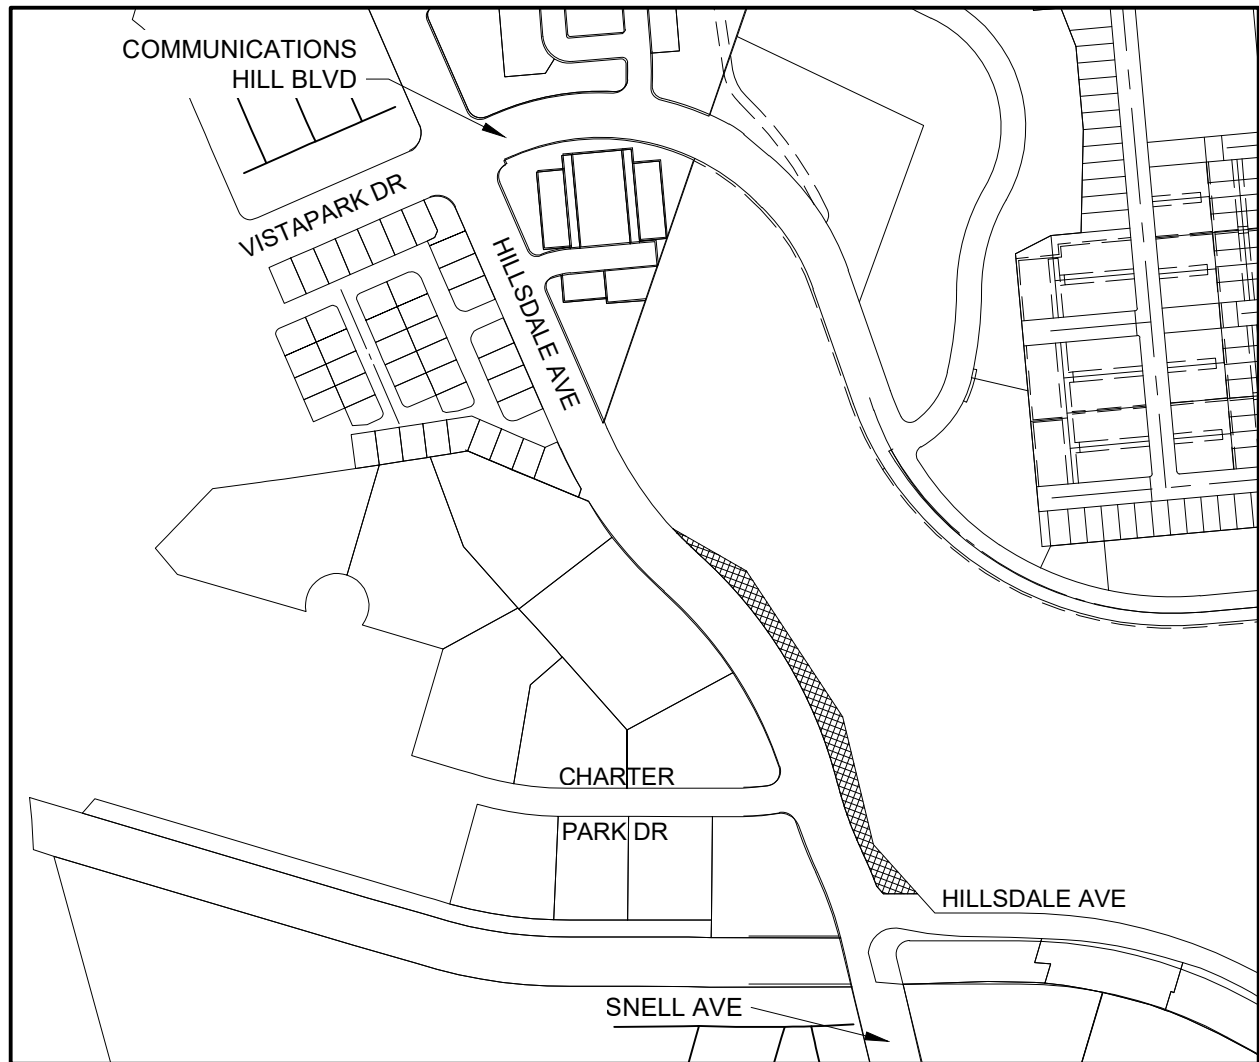 COMMUNICATIONS
HILL BLVD
VISTAPARK DR
HILLSDALE AVE
CHARTER
PARK DR
HILLSDALE AVE
SNELL AVE